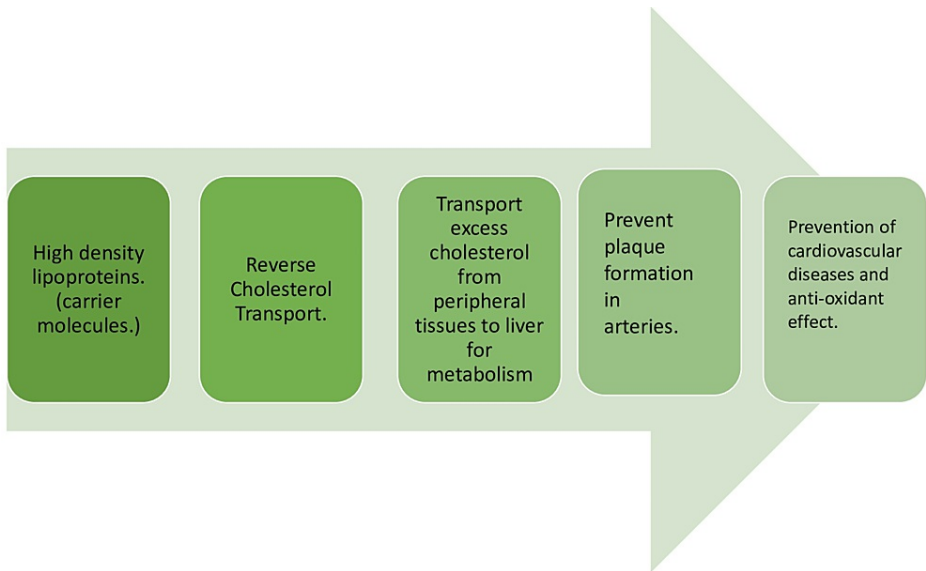 High density
lipoproteins.
(carrier
molecules.)
Reverse
Cholesterol
Transport.
Transport
excess
cholesterol
from
peripheral
tissues to liver
for
metabolism
Prevent
plaque
formation
in
arteries.
Prevention of
cardiovascular
diseases and
anti-oxidant
effect.